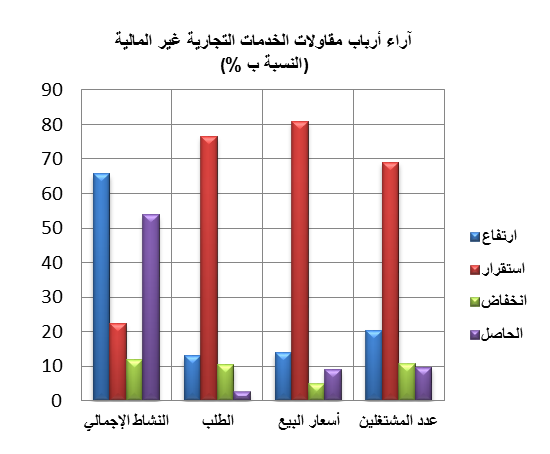 آراء أرباب مقاولات الخدمات التجارية غير المالية
(النسبة ب %)
90
80
70
60
50
40
30
20
10
0
النشاط الإجمالي
الطلب
أسعار البيع
عدد المشتغلين
ارتفاع
استقرار
انخفاض
الحاصل